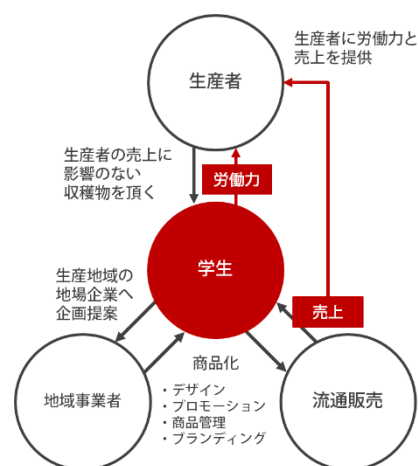 生産者に労働力と
売上を提供
生産者
生産者の売上に
影響のない
収穫物を頂く
労働力
学生
生産地域の
地場企業へ
企画提案
売上
商品化
地域事業者
・デザイン
・プロモーション
・商品管理
・ブランディング
流通販売